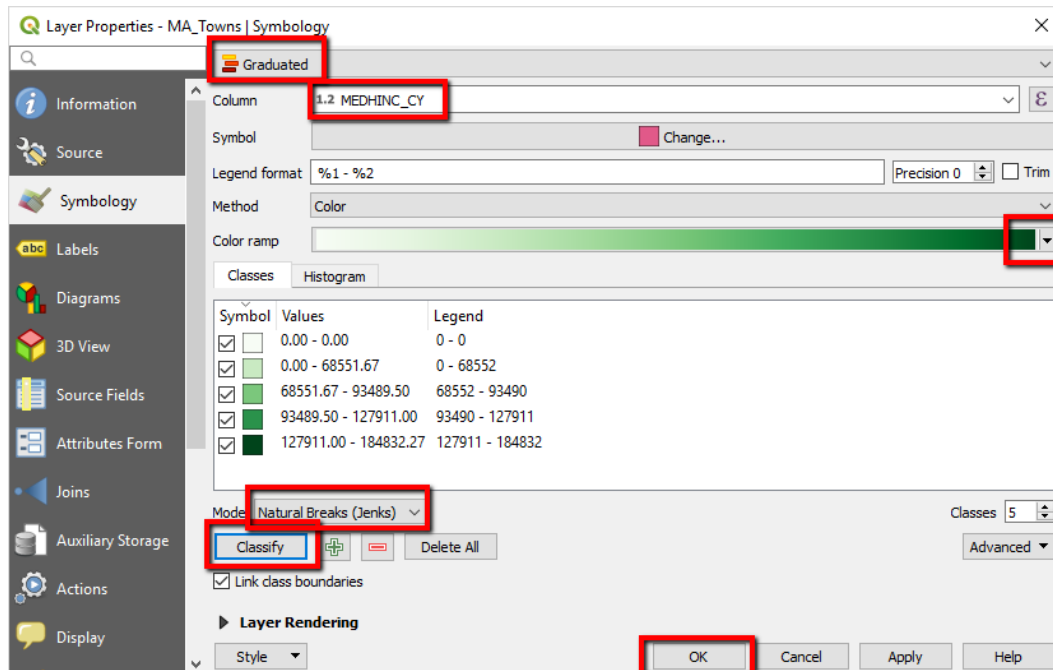 Layer Properties - MA_Towns | Symbology
Graduated
Information
Column 1.2 MEDHINC_CY ε
Symbol Change...
Source
Legend format %1 - %2 Precision 0 Trim
Symbology
Method Color
Color ramp
abc Labels
Classes Histogram
Diagrams
Symbol Values Legend
0.00 - 0.00 0 - 0
3D View
0.00 - 68551.67 0 - 68552
68551.67 - 93489.50 68552 - 93490
Source Fields
93489.50 - 127911.00 93490 - 127911
Attributes Form
127911.00 - 184832.27 127911 - 184832
Joins
Mode Natural Breaks (Jenks) Classes 5
Auxiliary Storage
Classify Delete All Advanced
Actions
Link class boundaries
Layer Rendering
Display
Style OK Cancel Apply Help